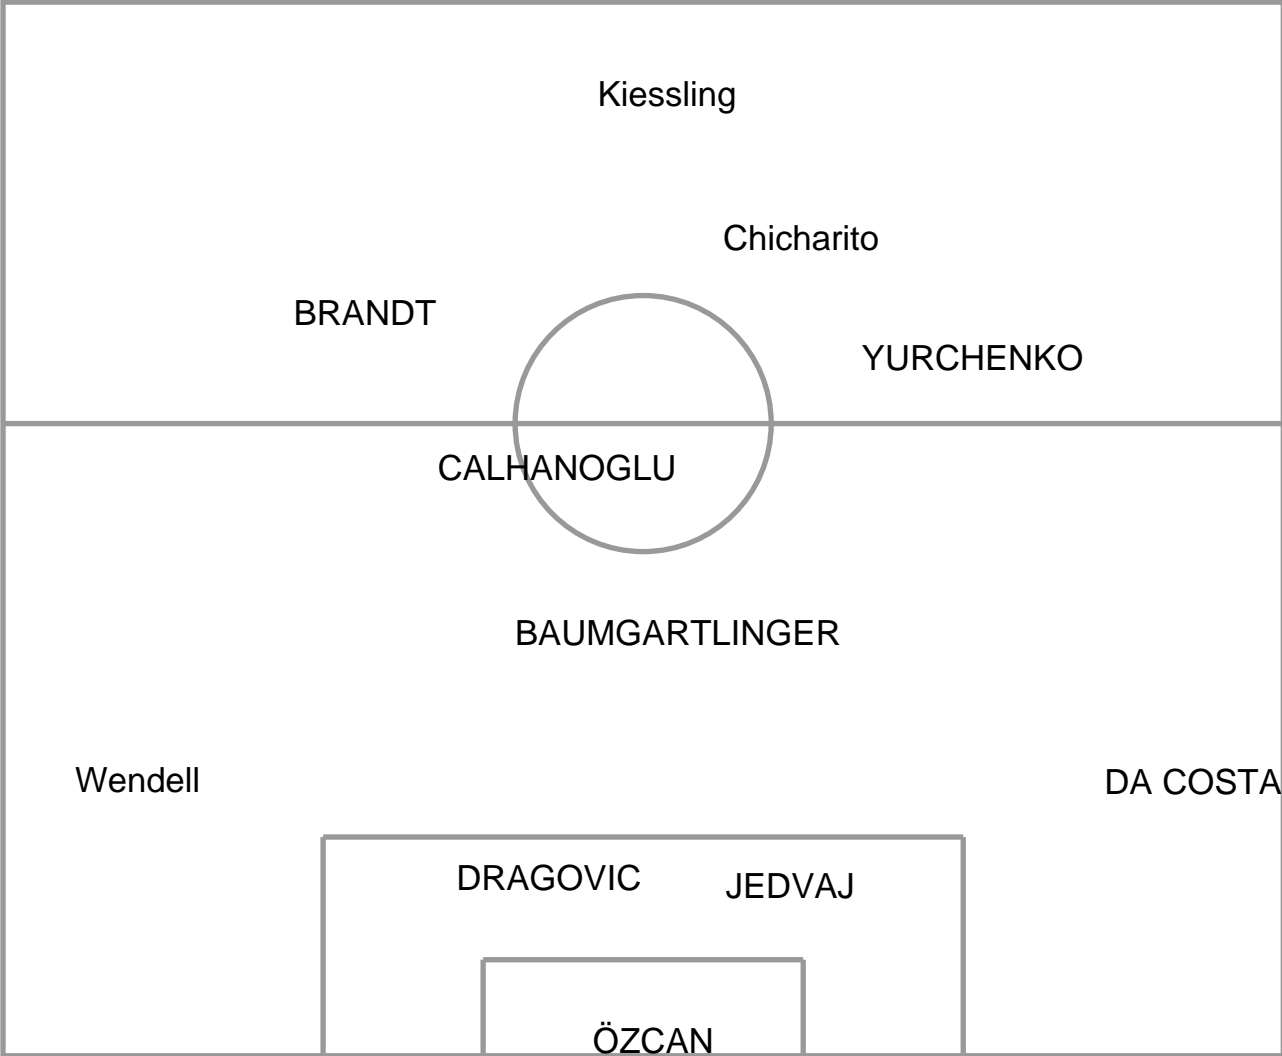 Kiessling
Chicharito
BRANDT
YURCHENKO
CALHANOGLU
BAUMGARTLINGER
Wendell
DA COSTA
DRAGOVIC
JEDVAJ
ÖZCAN